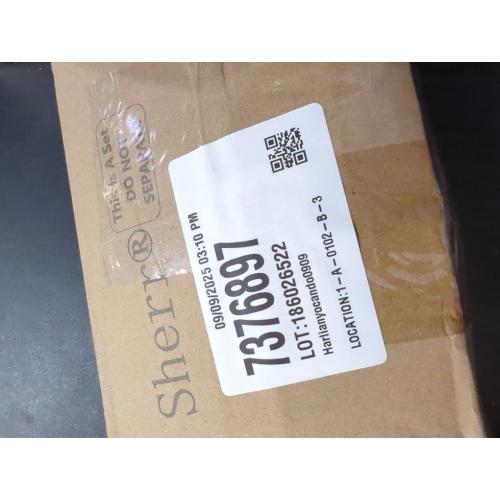 Sherr®
This is A Set
DO NOT
SEPARATE
09/09/2025 03:10 PM
7376897
LOT:186026522
Harlianyocando0909
LOCATION:1-A-0102-B-3